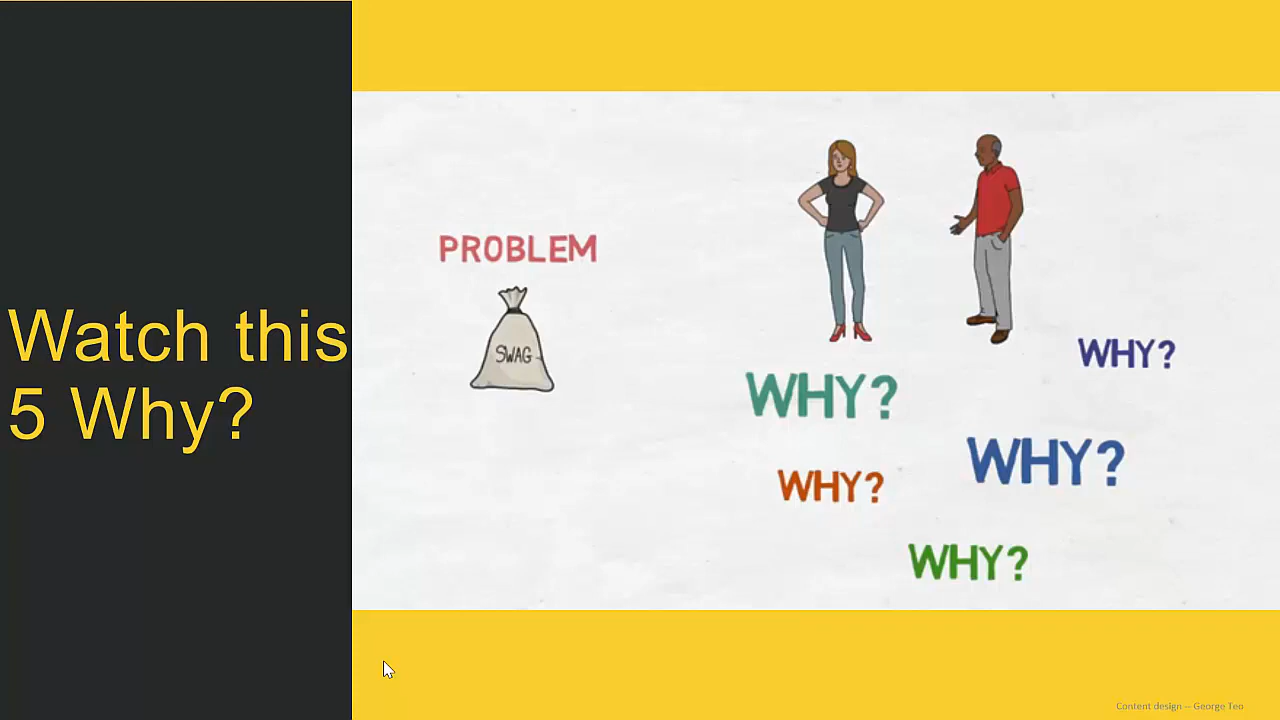 Watch this
5 Why?
PROBLEM
SWAG
WHY?
WHY?
WHY?
WHY?
WHY?
Content design – George Teo